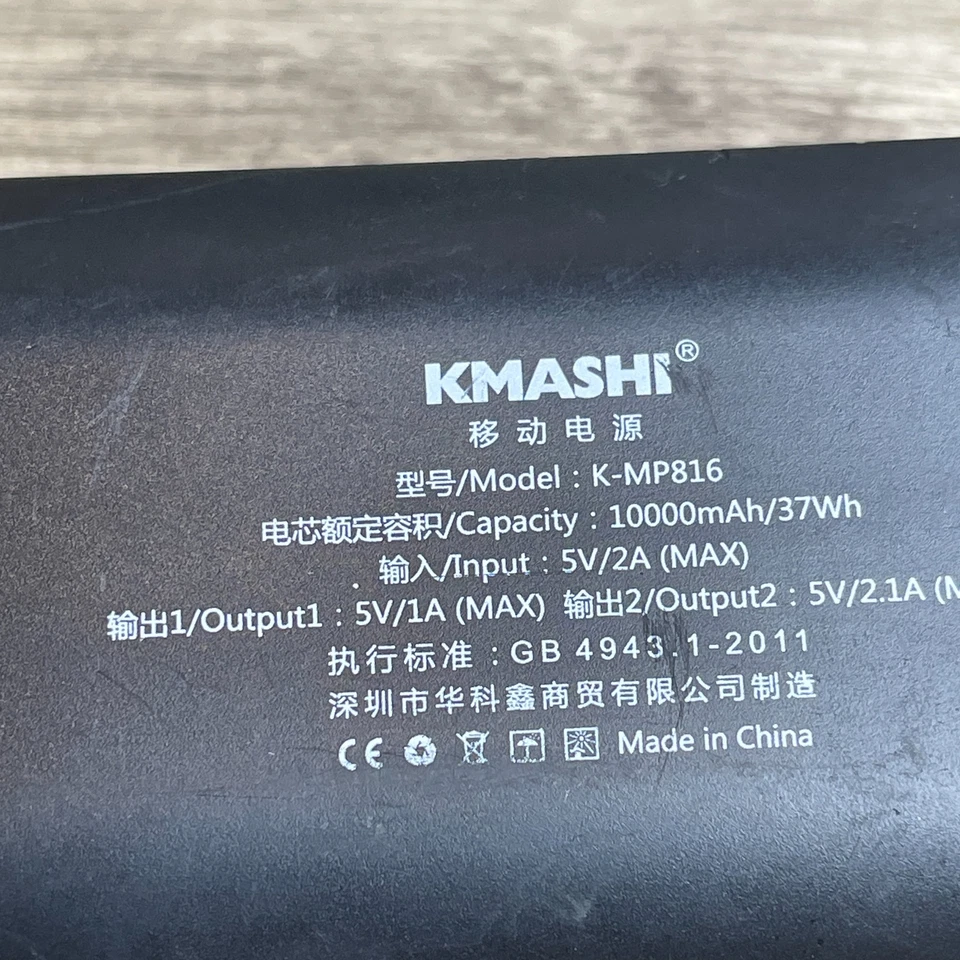 KMASHI®
移动电源
型号/Model：K-MP816
电芯额定容积/Capacity：10000mAh/37Wh
输入/Input：5V/2A (MAX)
输出1/Output1：5V/1A (MAX) 输出2/Output2：5V/2.1A
执行标准：GB 4943.1-2011
深圳市华科鑫商贸有限公司制造
CE Made in China